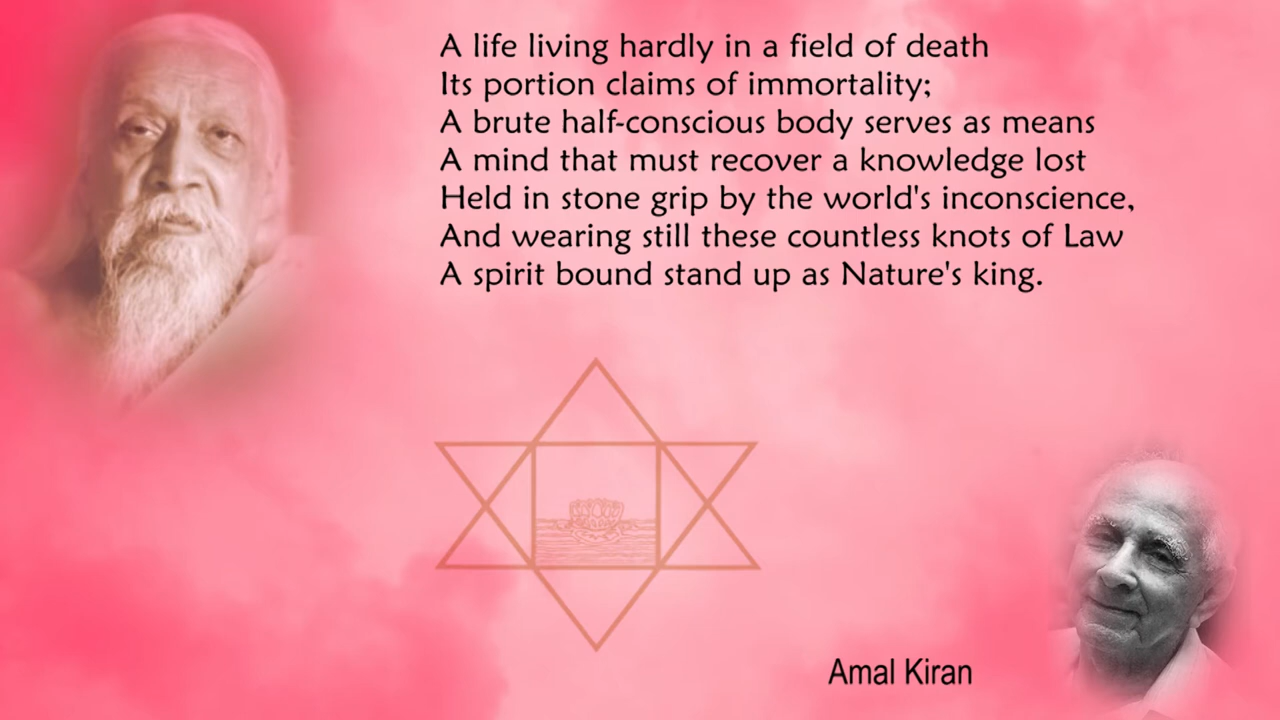 A life living hardly in a field of death
Its portion claims of immortality;
A brute half-conscious body serves as means
A mind that must recover a knowledge lost
Held in stone grip by the world's inconscience,
And wearing still these countless knots of Law
A spirit bound stand up as Nature's king.
Amal Kiran